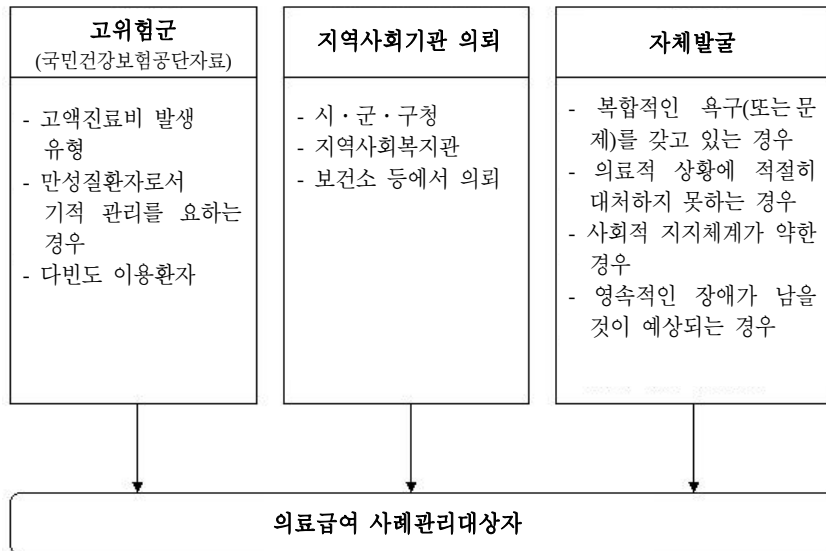 고위험군
(국민건강보험공단자료)
- 고액진료비 발생
유형
- 만성질환자로서
기적 관리를 요하는
경우
- 다빈도 이용환자
지역사회기관 의뢰
- 시·군·구청
- 지역사회복지관
- 보건소 등에서 의뢰
자체발굴
- 복합적인 욕구(또는 문
제)를 갖고 있는 경우
- 의료적 상황에 적절히
대처하지 못하는 경우
- 사회적 지지체계가 약한
경우
- 영속적인 장애가 남을
것이 예상되는 경우
의료급여 사례관리대상자